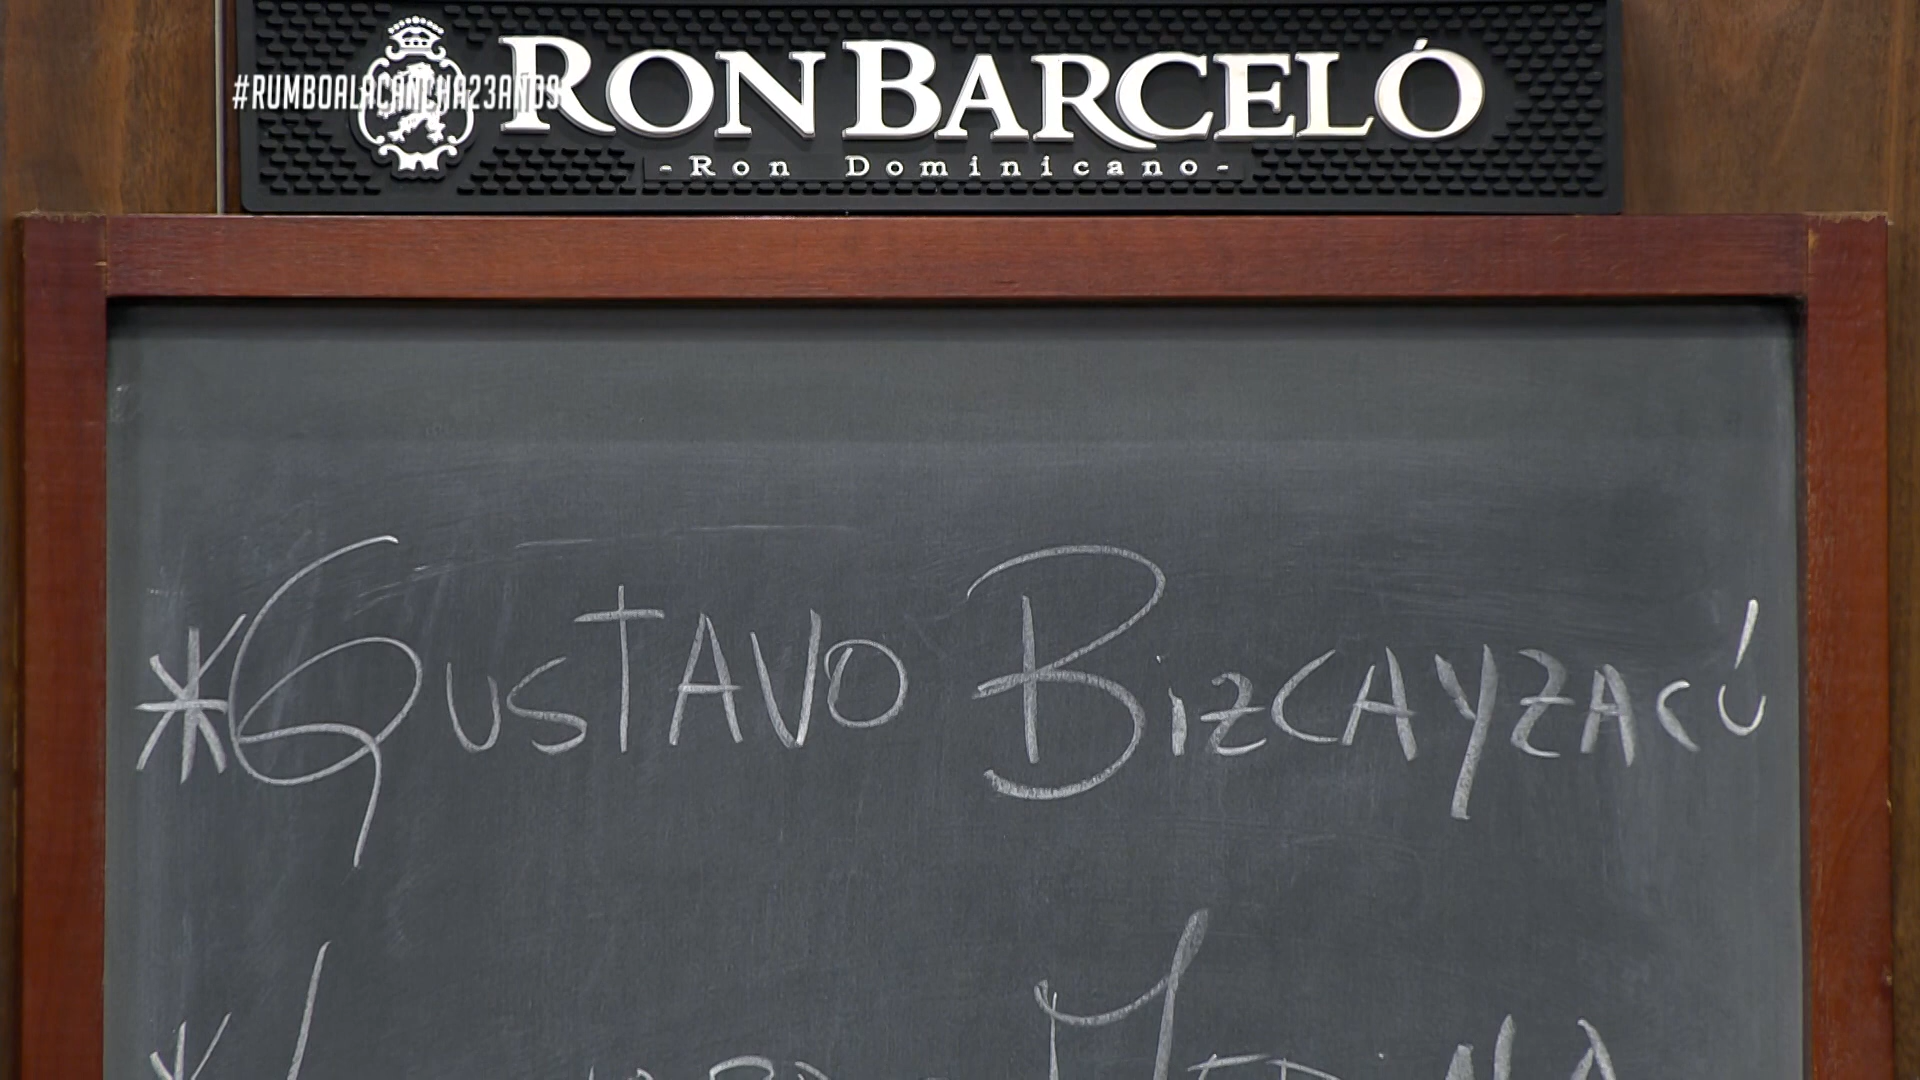 RON BARCELÓ
#RUMBOALACANCHA23AÑOS
-Ron Dominicano-
*GUSTAVO BIZCAYZACÚ